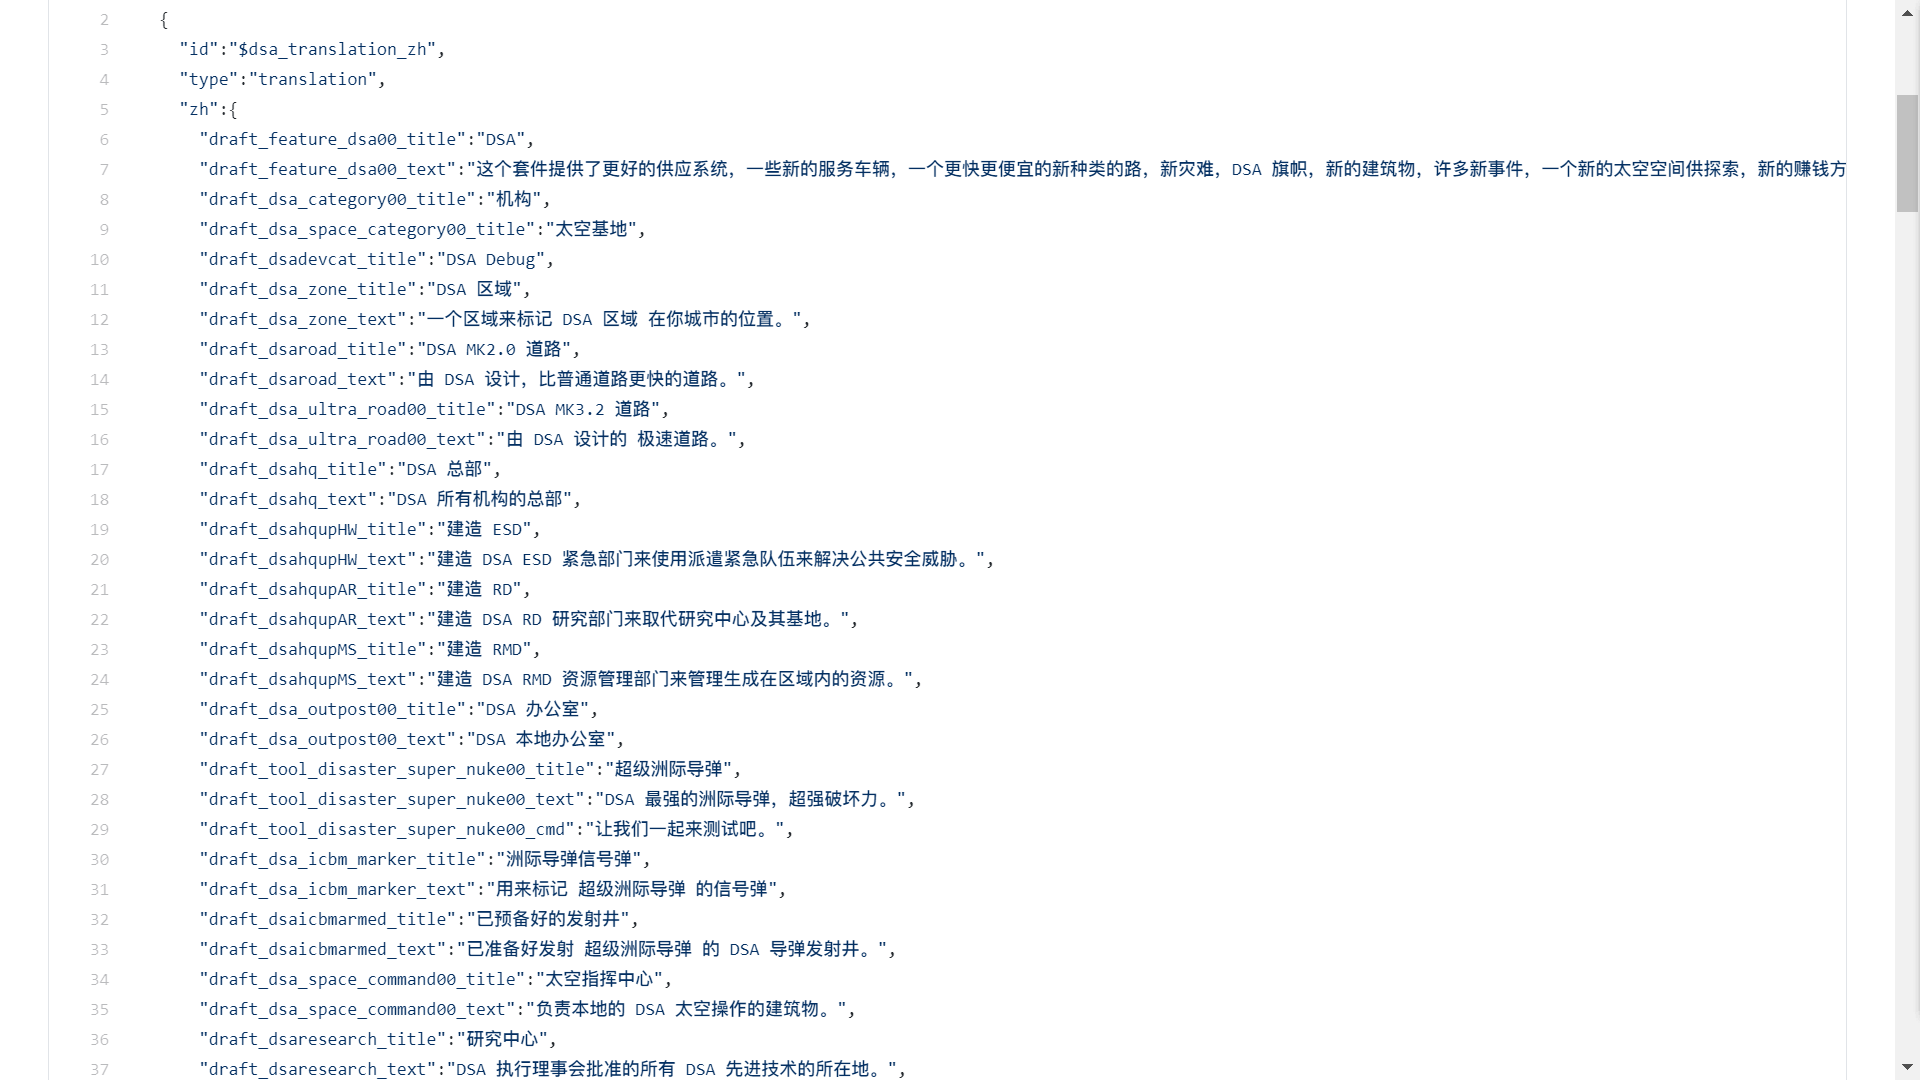 2 {
3 "id":"$dsa_translation_zh",
4 "type":"translation",
5 "zh":{
6 "draft_feature_dsa00_title":"DSA",
7 "draft_feature_dsa00_text":"这个套件提供了更好的供应系统，一些新的服务车辆，一个更快更便宜的新种类的路，新灾难，DSA 旗帜，新的建筑物，许多新事件，一个新的太空空间供探索，新的赚钱方
8 "draft_dsa_category00_title":"机构",
9 "draft_dsa_space_category00_title":"太空基地",
10 "draft_dsadevcat_title":"DSA Debug",
11 "draft_dsa_zone_title":"DSA 区域",
12 "draft_dsa_zone_text":"一个区域来标记 DSA 区域 在你城市的位置。",
13 "draft_dsaroad_title":"DSA MK2.0 道路",
14 "draft_dsaroad_text":"由 DSA 设计，比普通道路更快的道路。",
15 "draft_dsa_ultra_road00_title":"DSA MK3.2 道路",
16 "draft_dsa_ultra_road00_text":"由 DSA 设计的 极速道路。",
17 "draft_dsahq_title":"DSA 总部",
18 "draft_dsahq_text":"DSA 所有机构的总部",
19 "draft_dsahqupHW_title":"建造 ESD",
20 "draft_dsahqupHW_text":"建造 DSA ESD 紧急部门来使用派遣紧急队伍来解决公共安全威胁。",
21 "draft_dsahqupAR_title":"建造 RD",
22 "draft_dsahqupAR_text":"建造 DSA RD 研究部门来取代研究中心及其基地。",
23 "draft_dsahqupMS_title":"建造 RMD",
24 "draft_dsahqupMS_text":"建造 DSA RMD 资源管理部门来管理生成在区域内的资源。",
25 "draft_dsa_outpost00_title":"DSA 办公室",
26 "draft_dsa_outpost00_text":"DSA 本地办公室",
27 "draft_tool_disaster_super_nuke00_title":"超级洲际导弹",
28 "draft_tool_disaster_super_nuke00_text":"DSA 最强的洲际导弹，超强破坏力。",
29 "draft_tool_disaster_super_nuke00_cmd":"让我们一起来测试吧。",
30 "draft_dsa_icbm_marker_title":"洲际导弹信号弹",
31 "draft_dsa_icbm_marker_text":"用来标记 超级洲际导弹 的信号弹",
32 "draft_dsaicbmarmed_title":"已预备好的发射井",
33 "draft_dsaicbmarmed_text":"已准备好发射 超级洲际导弹 的 DSA 导弹发射井。",
34 "draft_dsa_space_command00_title":"太空指挥中心",
35 "draft_dsa_space_command00_text":"负责本地的 DSA 太空操作的建筑物。",
36 "draft_dsaresearch_title":"研究中心",
37 "draft_dsaresearch_text":"DSA 执行理事会批准的所有 DSA 先进技术的所在地。",